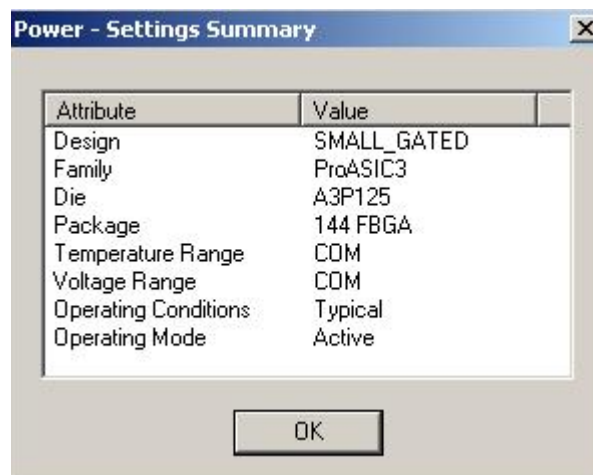 Power - Settings Summary
Attribute Value
Design SMALL_GATED
Family ProASIC3
Die A3P125
Package 144 FBGA
Temperature Range COM
Voltage Range COM
Operating Conditions Typical
Operating Mode Active
OK